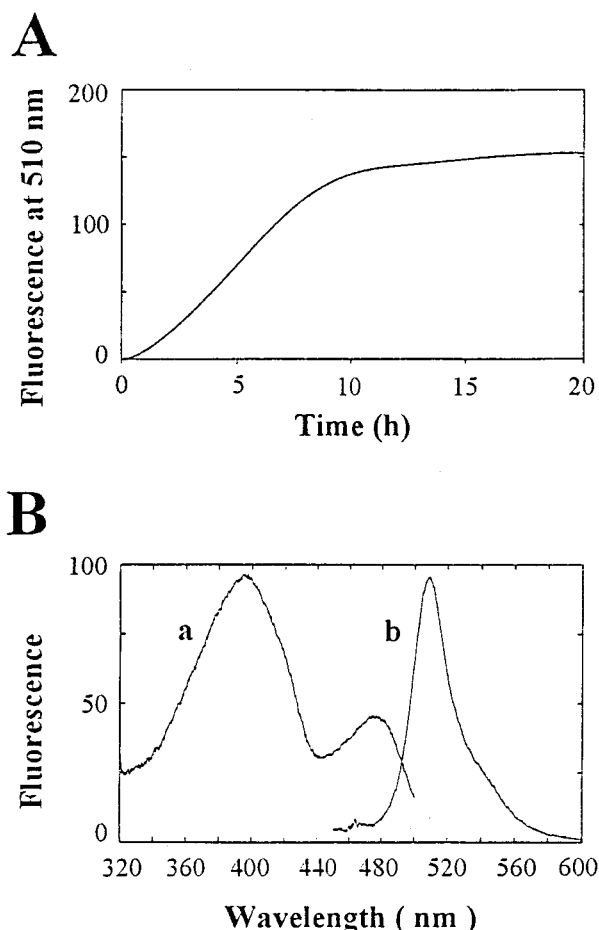 A
Fluorescence at 510 nm
200
100
0
0 5 10 15 20
Time (h)
B
Fluorescence
100
50
0
a
b
320 360 400 440 480 520 560 600
Wavelength ( nm )